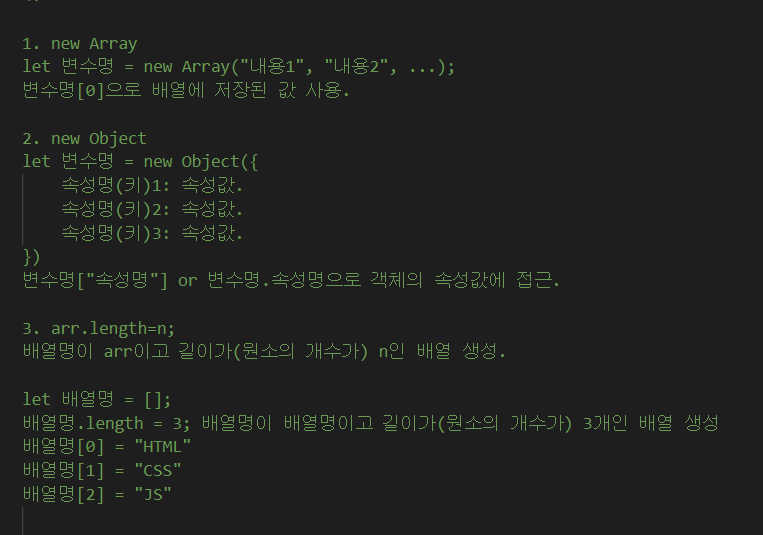 1. new Array
let 변수명 = new Array("내용1", "내용2", ...);
변수명[0]으로 배열에 저장된 값 사용.
2. new Object
let 변수명 = new Object({
속성명(키)1: 속성값.
속성명(키)2: 속성값.
속성명(키)3: 속성값.
})
변수명["속성명"] or 변수명.속성명으로 객체의 속성값에 접근.
3. arr.length=n;
배열명이 arr이고 길이가(원소의 개수가) n인 배열 생성.
let 배열명 = [];
배열명.length = 3; 배열명이 배열명이고 길이가(원소의 개수가) 3개인 배열 생성
배열명[0] = "HTML"
배열명[1] = "CSS"
배열명[2] = "JS"